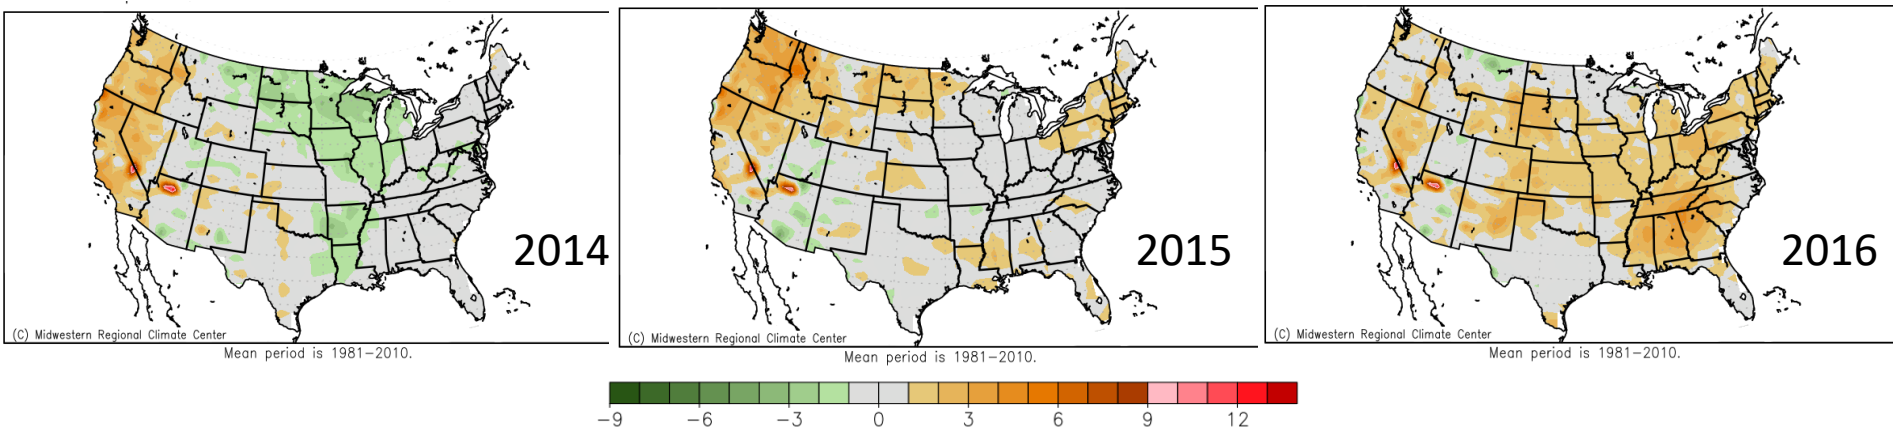 2014
(C) Midwestern Regional Climate Center
Mean period is 1981−2010.
2015
(C) Midwestern Regional Climate Center
Mean period is 1981−2010.
2016
(C) Midwestern Regional Climate Center
Mean period is 1981−2010.
−9 −6 −3 0 3 6 9 12